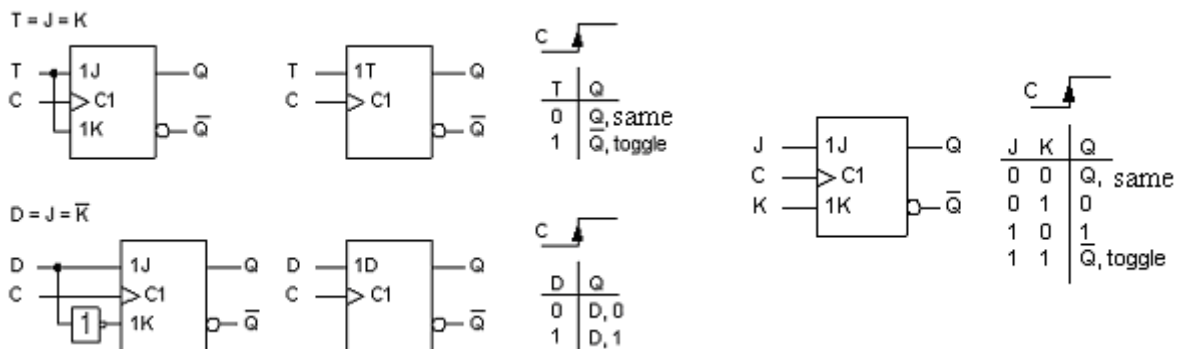 T = J = K
T 1J Q
C C1
1K Q̅
T 1T Q
C C1
Q̅
C
T Q
0 Q, same
1 Q̅, toggle
D = J = K̅
D 1J Q
C C1
1 1K Q̅
D 1D Q
C C1
Q̅
C
D Q
0 D, 0
1 D, 1
J 1J Q
C C1
K 1K Q̅
C
J K Q
0 0 Q, same
0 1 0
1 0 1
1 1 Q̅, toggle